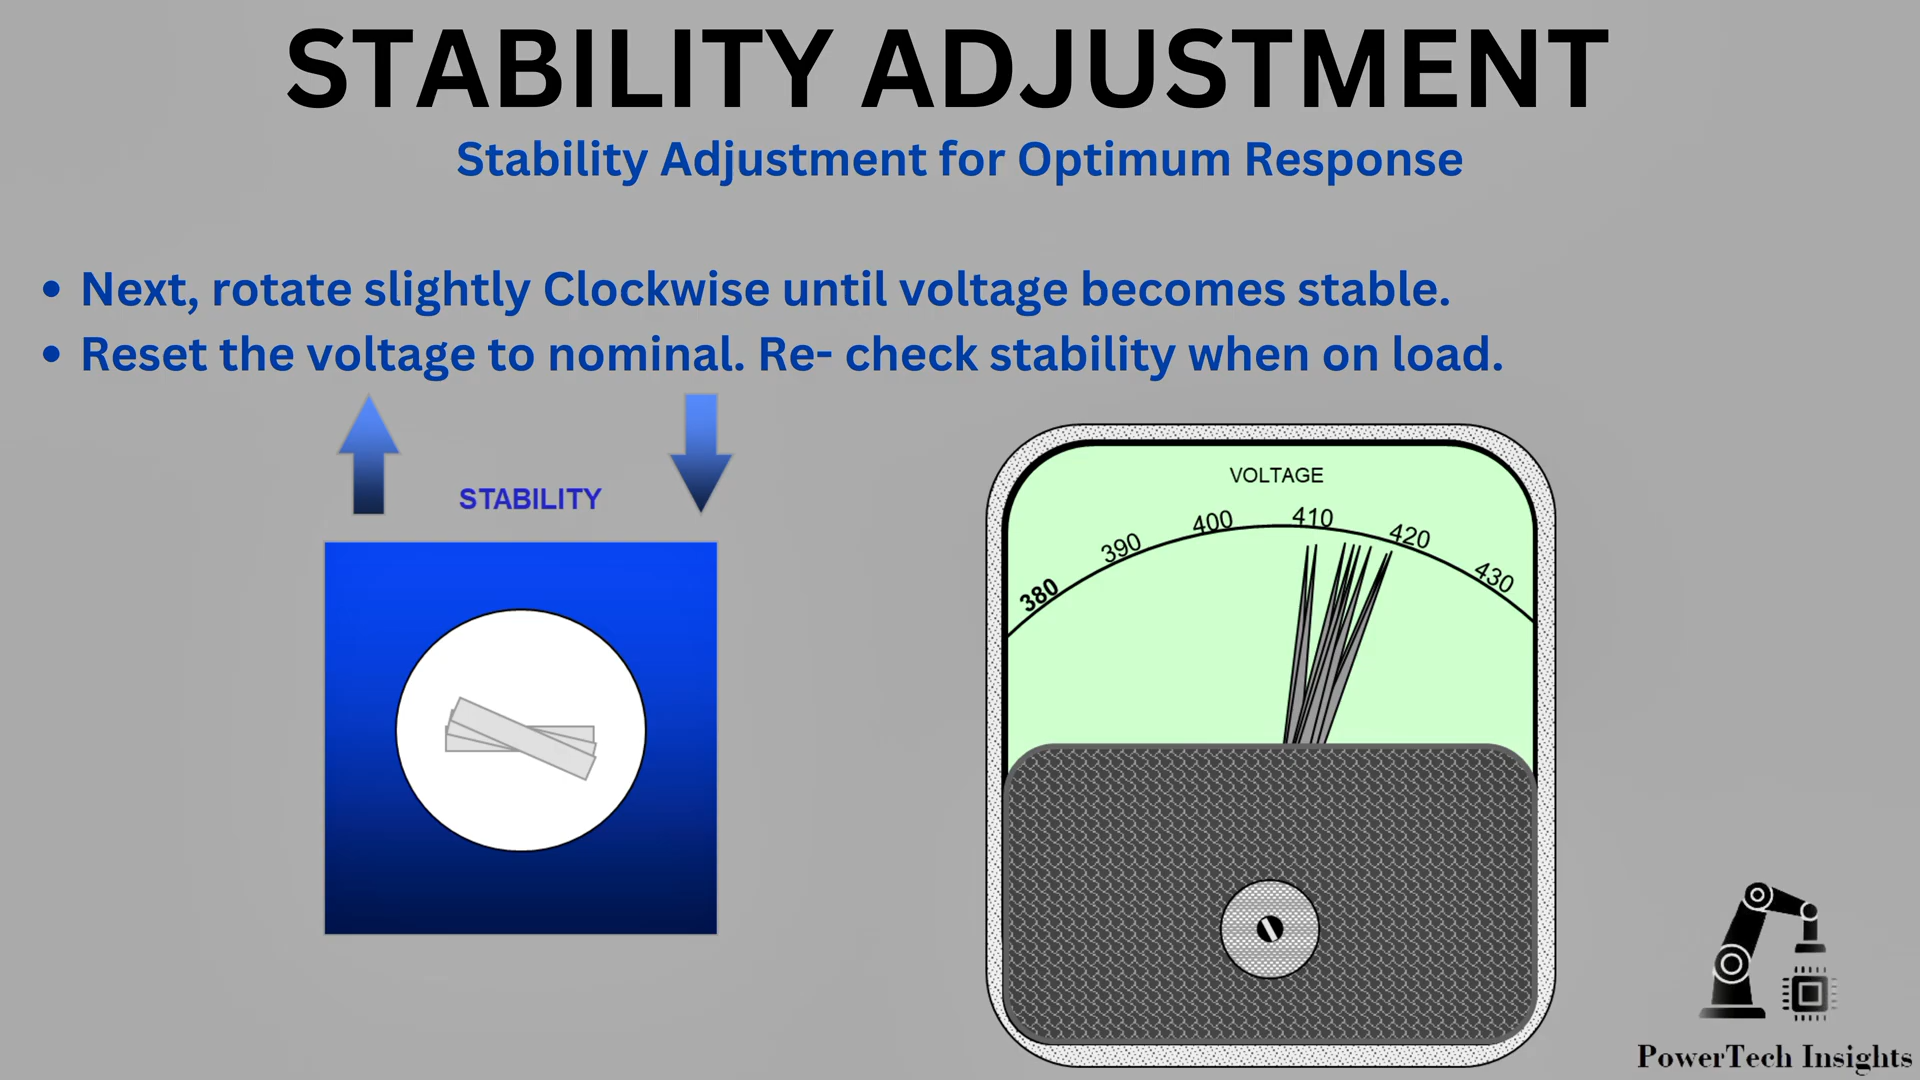 STABILITY ADJUSTMENT
Stability Adjustment for Optimum Response
• Next, rotate slightly Clockwise until voltage becomes stable.
• Reset the voltage to nominal. Re- check stability when on load.
STABILITY
VOLTAGE
380 390 400 410 420 430
PowerTech Insights